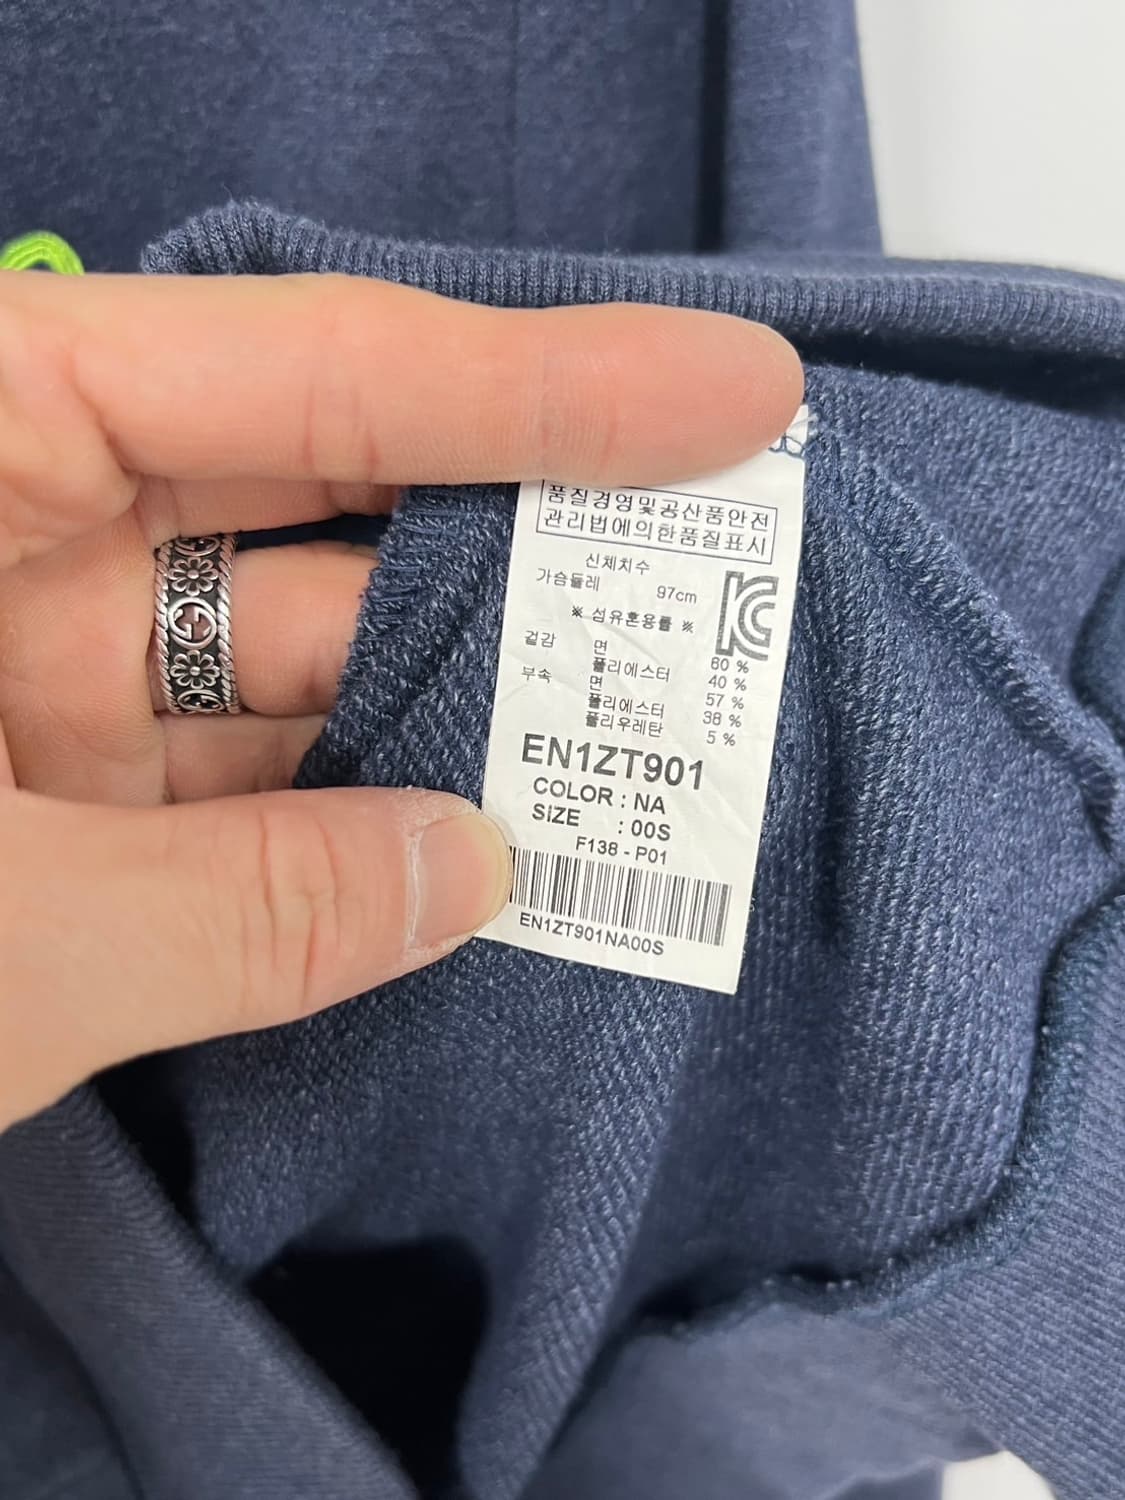 품질경영및공산품안전
관리법에의한품질표시
신체치수
가슴둘레 97cm
※ 섬유혼용률 ※
겉감 면 60 %
폴리에스터 40 %
부속 면 57 %
폴리에스터 38 %
폴리우레탄 5 %
EN1ZT901
COLOR : NA
SIZE : 00S
F138 - P01
EN1ZT901NA00S